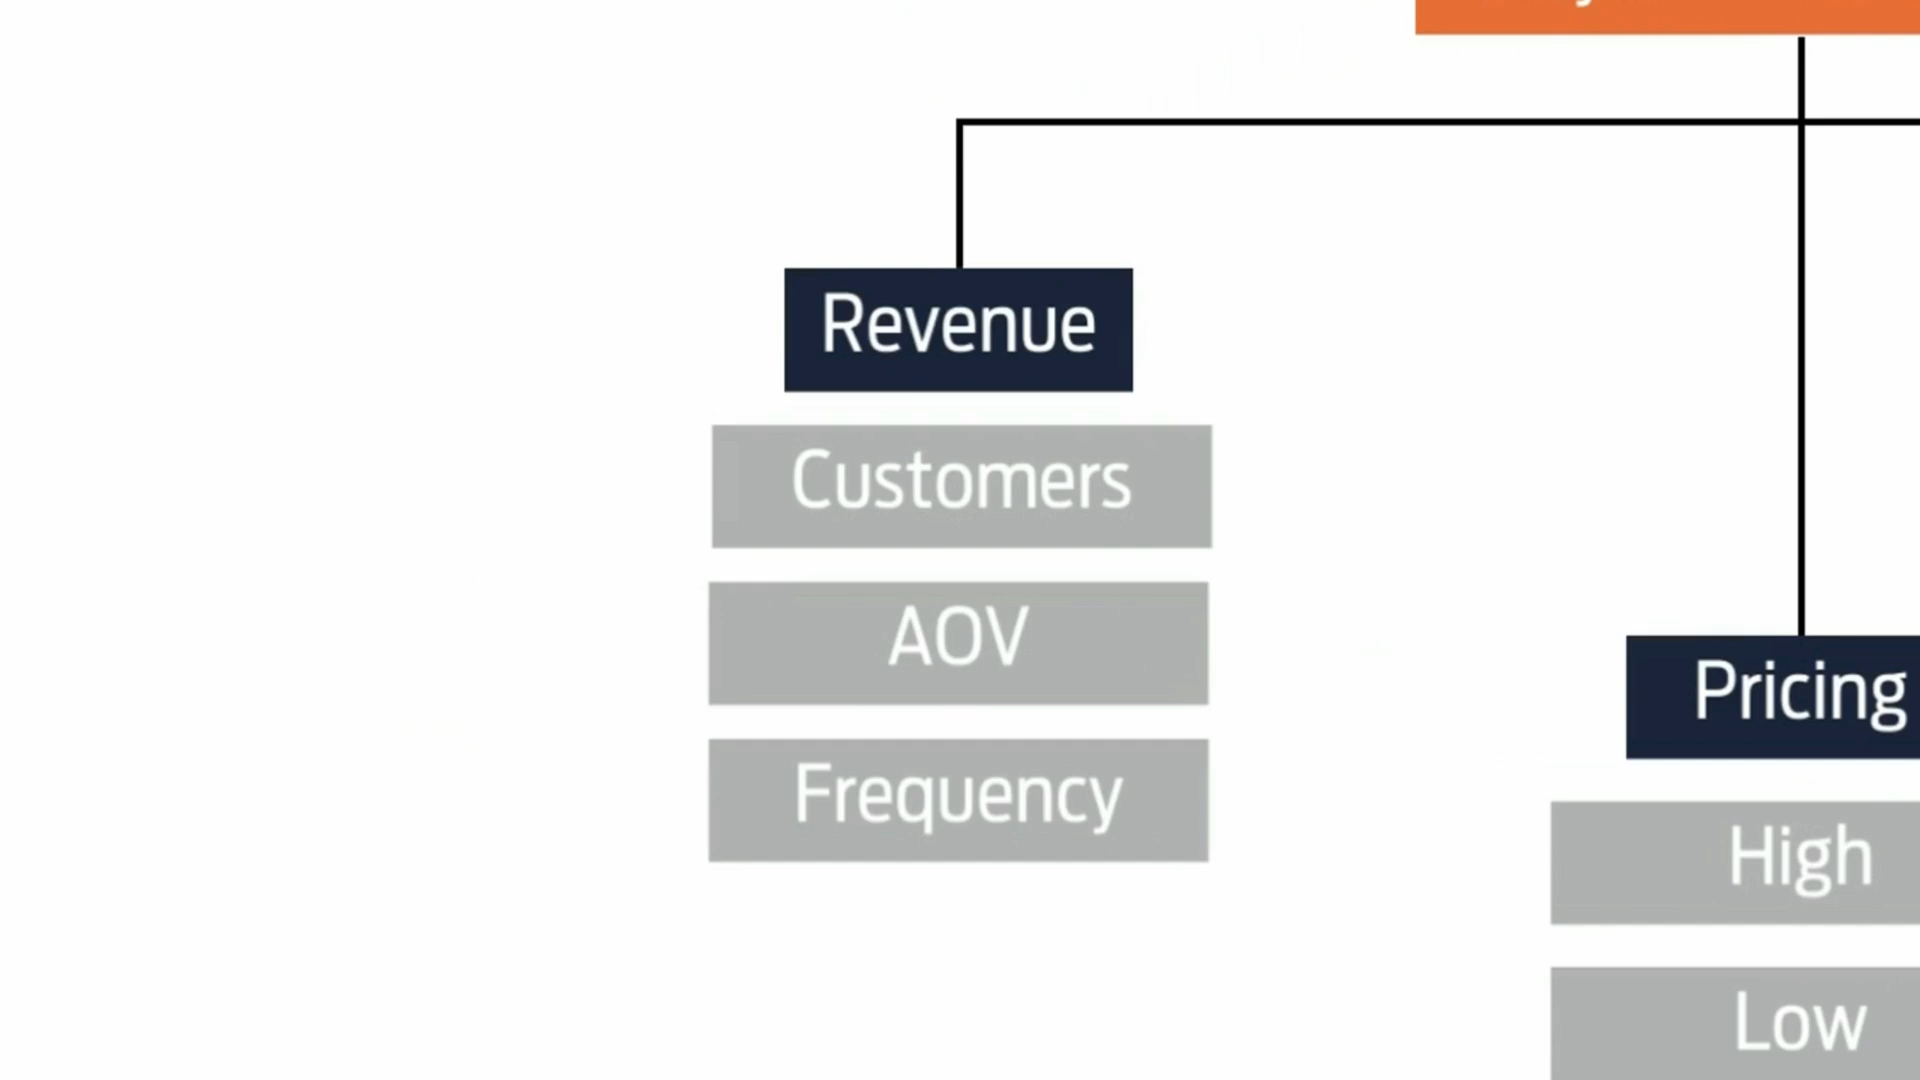 Revenue
Customers
AOV
Frequency
Pricing
High
Low